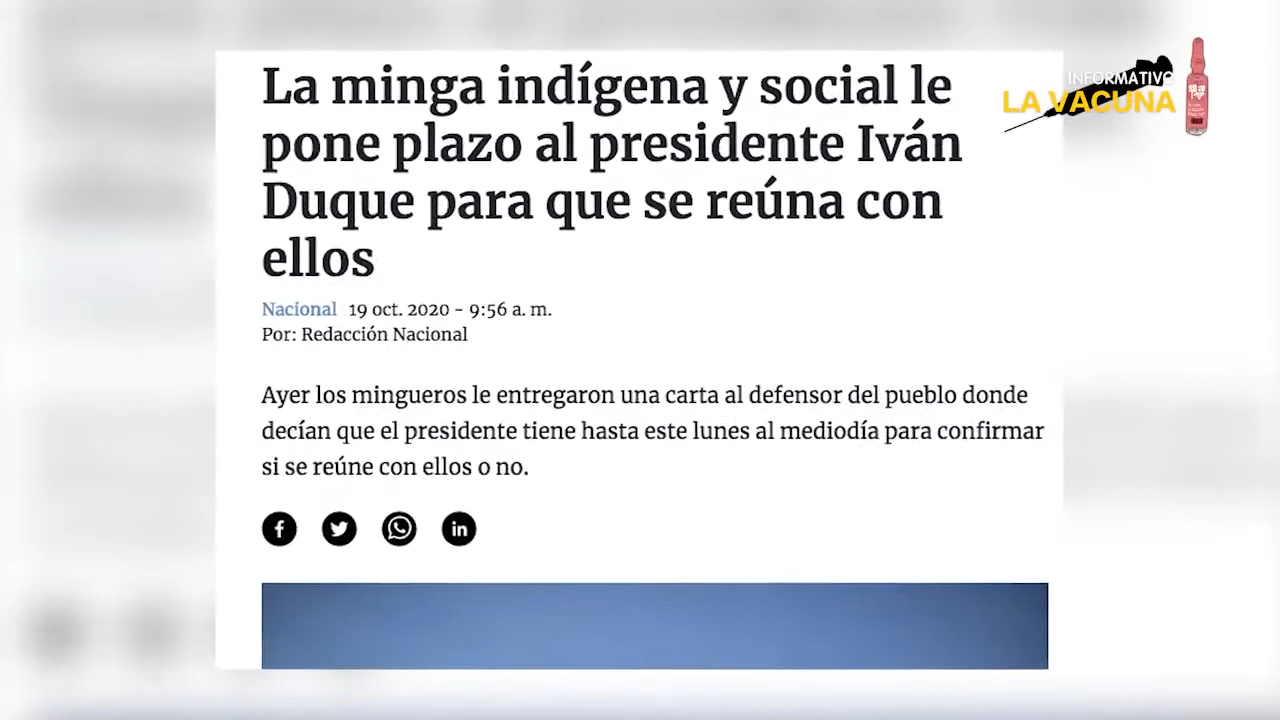 La minga indígena y social le
pone plazo al presidente Iván
Duque para que se reúna con
ellos
INFORMATIVO
LA VACUNA
Nacional 19 oct. 2020 - 9:56 a. m.
Por: Redacción Nacional
Ayer los mingueros le entregaron una carta al defensor del pueblo donde
decían que el presidente tiene hasta este lunes al mediodía para confirmar
si se reúne con ellos o no.